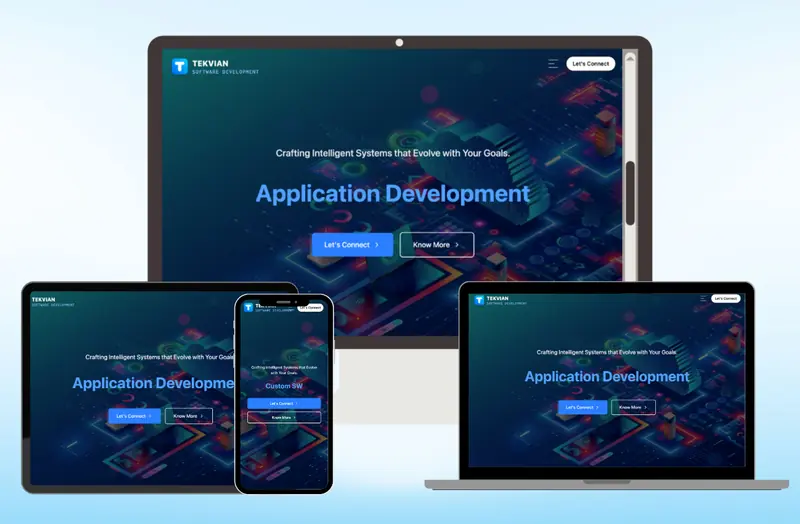 TEKVIAN
SOFTWARE DEVELOPMENT
Let's Connect
Crafting Intelligent Systems that Evolve with Your Goals.
Application Development
Let's Connect
Know More
TEKVIAN
SOFTWARE DEVELOPMENT
Crafting Intelligent Systems that Evolve with Your Goals
Application Developme
Let's Connect
Know More
TEKVIAN
SOFTWARE DEVELOPMENT
Let's Connect
Crafting Intelligent Systems that Evolve
with Your Goals.
Custom SW
Let's Connect
Know More
TEKVIAN
SOFTWARE DEVELOPMENT
Let's Connect
Crafting Intelligent Systems that Evolve with Your Goals.
Application Development
Let's Connect
Know More